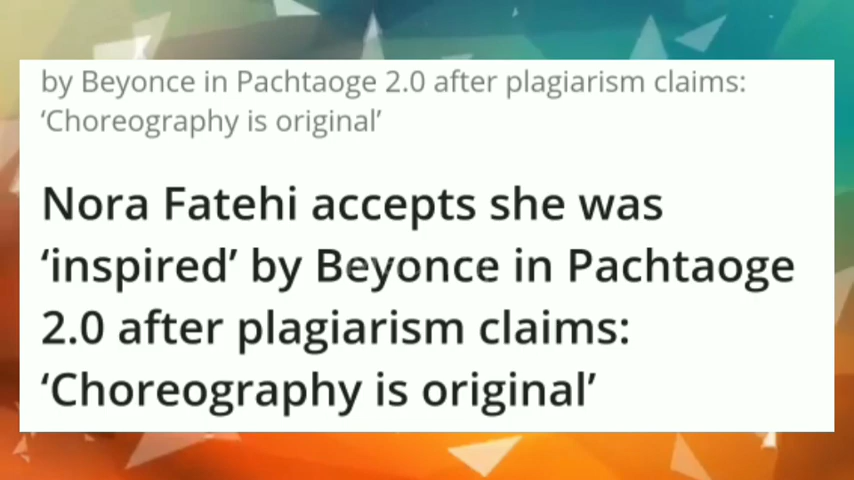 by Beyonce in Pachtaoge 2.0 after plagiarism claims:
‘Choreography is original’
Nora Fatehi accepts she was
‘inspired’ by Beyonce in Pachtaoge
2.0 after plagiarism claims:
‘Choreography is original’